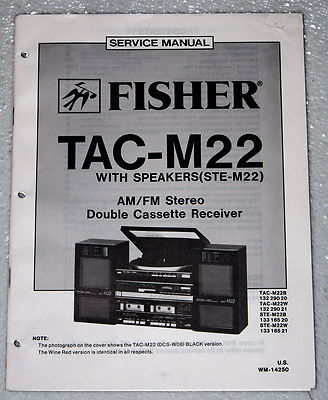 SERVICE MANUAL
FISHER®
TAC-M22
WITH SPEAKERS(STE-M22)
AM/FM Stereo
Double Cassette Receiver
TAC-M22B
132 290 20
TAC-M22W
132 290 21
STE-M22B
133 165 20
STE-M22W
133 165 21
NOTE:
The photograph on the cover shows the TAC-M22 (DCS-W08) BLACK version.
The Wine Red version is identical in all respects.
U.S.
WM-14250